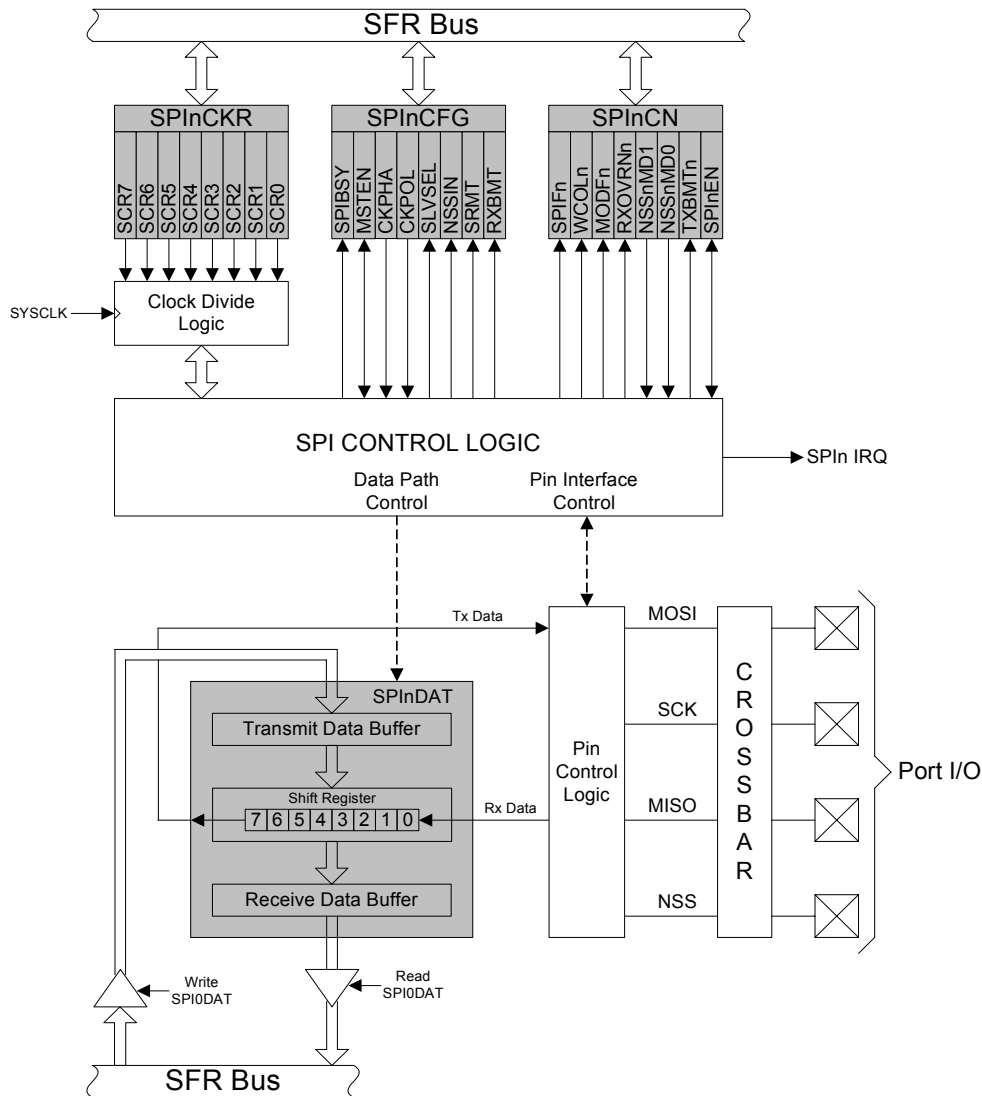 SFR Bus
SPInCKR
SCR7
SCR6
SCR5
SCR4
SCR3
SCR2
SCR1
SCR0
SPInCFG
SPIBSY
MSTEN
CKPHA
CKPOL
SLVSEL
NSSIN
SRMT
RXBMT
SPInCN
SPIFn
WCOLn
MODFn
RXOVRNn
NSSnMD1
NSSnMD0
TXBMTn
SPInEN
SYSCLK
Clock Divide
Logic
SPI CONTROL LOGIC
Data Path
Control
Pin Interface
Control
SPIn IRQ
Tx Data
SPInDAT
Transmit Data Buffer
Shift Register
7 6 5 4 3 2 1 0
Rx Data
Receive Data Buffer
Pin
Control
Logic
MOSI
SCK
MISO
NSS
CROSSBAR
Port I/O
Write
SPI0DAT
Read
SPI0DAT
SFR Bus